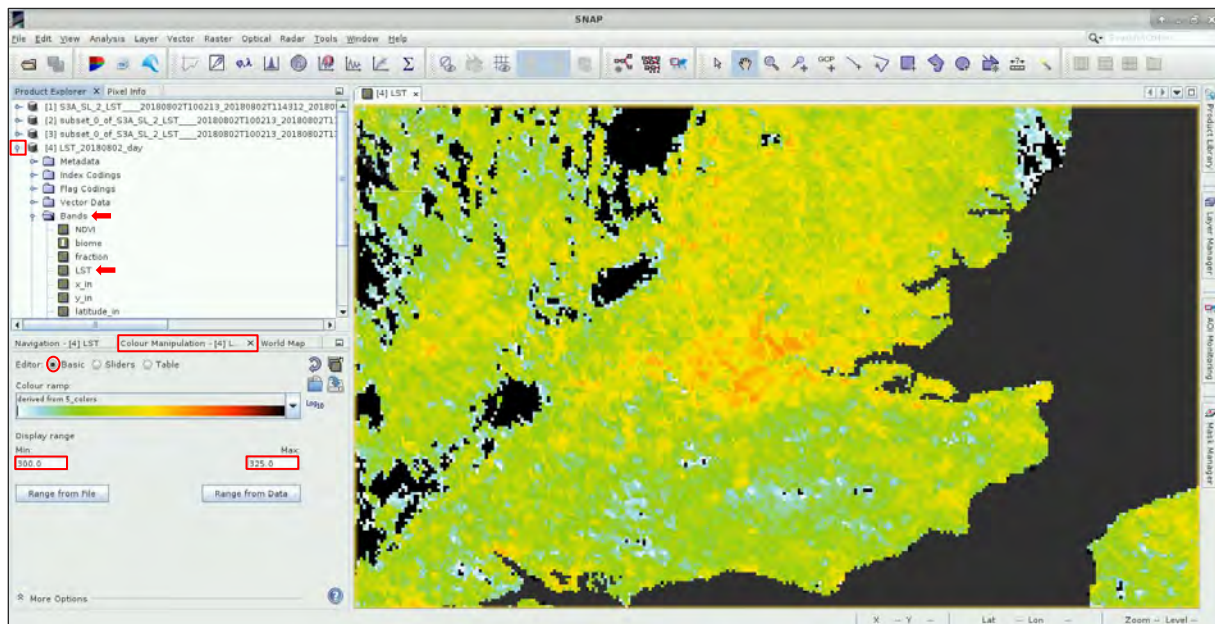 SNAP
File Edit View Analysis Layer Vector Raster Optical Radar Tools Window Help
GCP
Product Explorer X Pixel Info
[1] S3A_SL_2_LST____20180802T100213_20180802T114312_20180
[2] subset_0_of_S3A_SL_2_LST____20180802T100213_20180802T1
[3] subset_0_of_S3A_SL_2_LST____20180802T100213_20180802T1
[4] LST_20180802_day
Metadata
Index Codings
Flag Codings
Vector Data
Bands
NDVI
biome
fraction
LST
x_in
y_in
latitude_in
Navigation - [4] LST Colour Manipulation - [4] L... X World Map
Editor: Basic Sliders Table
Colour ramp:
derived from 5_colors
Log10
Display range
Min: Max:
300.0 325.0
Range from File Range from Data
More Options
[4] LST x
Product Library
Layer Manager
AOI Monitoring
Mask Manager
X -- Y -- Lat -- Lon -- Zoom -- Level --